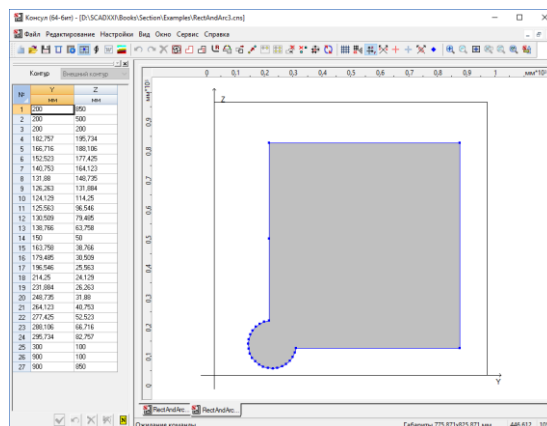 Консул (64-бит) - [D:\SCADXXI\Books\Section\Examples\RectAndArc3.cns]
Файл Редактирование Настройки Вид Окно Сервис Справка
Контур: Внешний контур
№ Y Z
мм мм
1 200 850
2 200 500
3 200 200
4 182,757 195,734
5 166,716 188,106
6 152,523 177,425
7 140,753 164,123
8 131,88 148,735
9 126,263 131,884
10 124,129 114,25
11 125,563 96,546
12 130,509 79,485
13 138,766 63,758
14 150 50
15 163,758 38,766
16 179,485 30,509
17 196,546 25,563
18 214,25 24,129
19 231,884 26,263
20 248,735 31,88
21 264,123 40,753
22 277,425 52,523
23 288,106 66,716
24 295,734 82,757
25 300 100
26 900 100
27 900 850
0 0,1 0,2 0,3 0,4 0,5 0,6 0,7 0,8 0,9 1
Z
0,9
0,8
0,7
0,6
0,5
0,4
0,3
0,2
0,1
0
Y
RectAndArc... RectAndArc...
Ожидание команды Габариты 775,871x825,871 мм